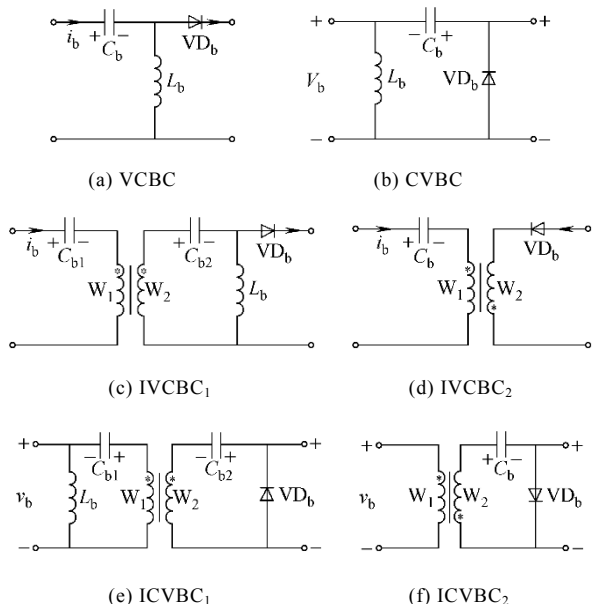 i_b + C_b − VD_b
L_b
(a) VCBC
+ − C_b + +
V_b L_b VD_b
− −
(b) CVBC
i_b + C_b1 − + C_b2 − VD_b
* *
W_1 W_2 L_b
(c) IVCBC_1
i_b + C_b − VD_b
*
W_1 W_2
*
(d) IVCBC_2
+ − C_b1 + − C_b2 + +
* *
v_b L_b W_1 W_2 VD_b
− −
(e) ICVBC_1
+ + C_b − +
*
v_b W_1 W_2 VD_b
*
− −
(f) ICVBC_2